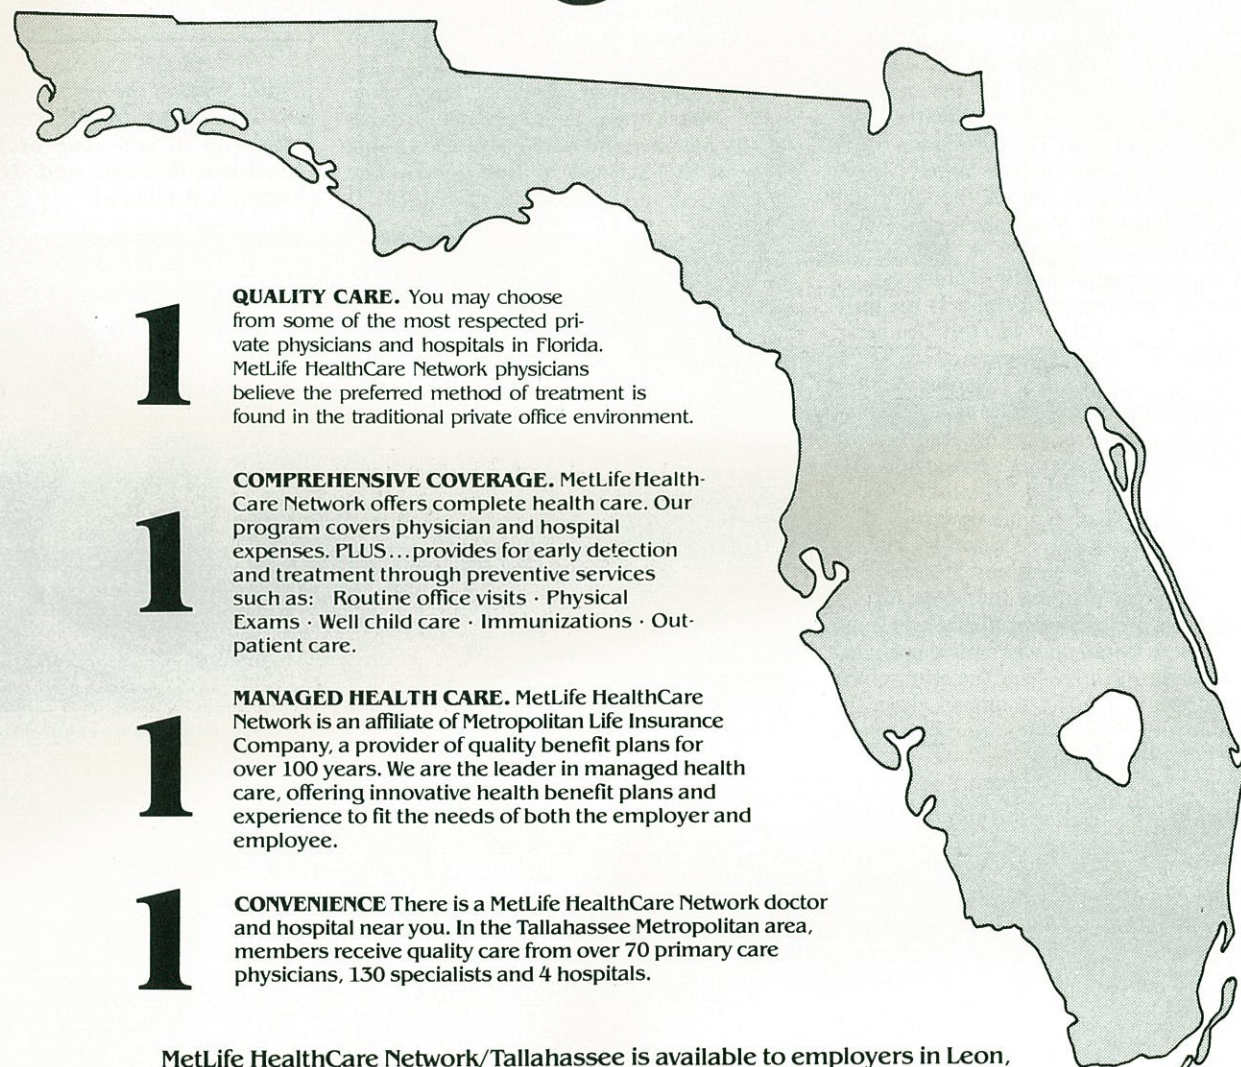 1
QUALITY CARE. You may choose
from some of the most respected pri-
vate physicians and hospitals in Florida.
MetLife HealthCare Network physicians
believe the preferred method of treatment is
found in the traditional private office environment.
1
COMPREHENSIVE COVERAGE. MetLife Health-
Care Network offers complete health care. Our
program covers physician and hospital
expenses. PLUS...provides for early detection
and treatment through preventive services
such as: Routine office visits · Physical
Exams · Well child care · Immunizations · Out-
patient care.
1
MANAGED HEALTH CARE. MetLife HealthCare
Network is an affiliate of Metropolitan Life Insurance
Company, a provider of quality benefit plans for
over 100 years. We are the leader in managed health
care, offering innovative health benefit plans and
experience to fit the needs of both the employer and
employee.
1
CONVENIENCE There is a MetLife HealthCare Network doctor
and hospital near you. In the Tallahassee Metropolitan area,
members receive quality care from over 70 primary care
physicians, 130 specialists and 4 hospitals.
MetLife HealthCare Network/Tallahassee is available to employers in Leon,